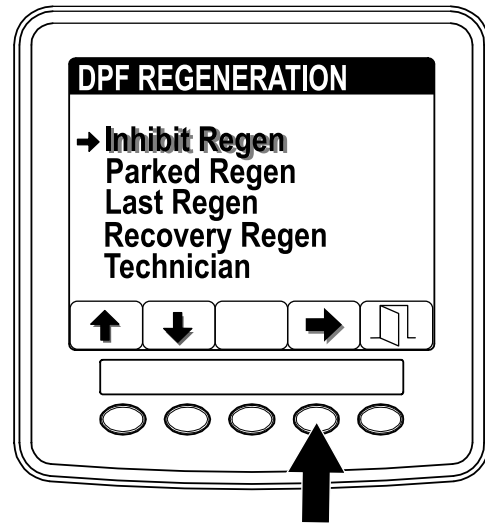 DPF REGENERATION
Inhibit Regen
Parked Regen
Last Regen
Recovery Regen
Technician